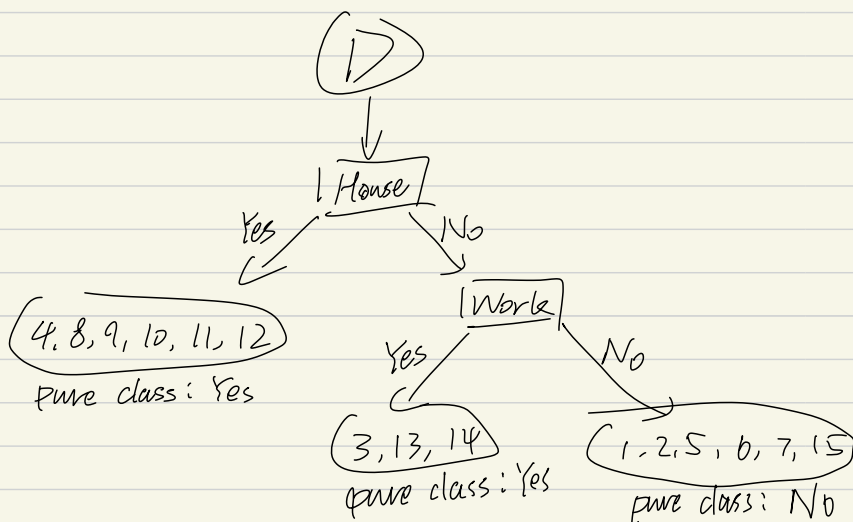 D
House
Yes
No
4, 8, 9, 10, 11, 12
pure class: Yes
Work
Yes
No
3, 13, 14
pure class: Yes
1, 2, 5, 6, 7, 15
pure class: No